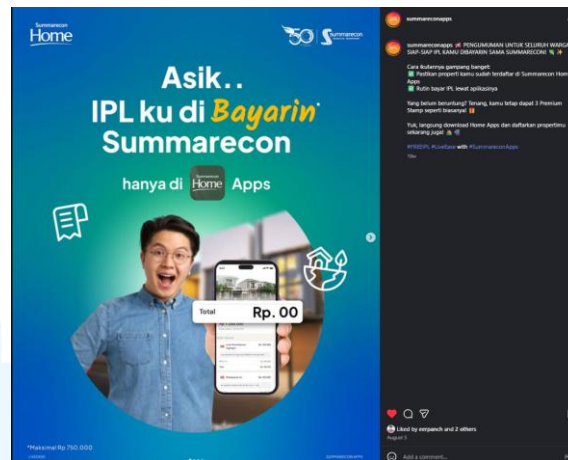 Summarecon
Home
50
Summarecon
Asik..
IPL ku di Bayarin*
Summarecon
hanya di Summarecon Home Apps
Total Rp. 00
*Maksimal Rp 750.000
summareconapps
summareconapps 📢 PENGUMUMAN UNTUK SELURUH WARGA
SIAP-SIAP IPL KAMU DIBAYARIN SAMA SUMMARECON!
Cara ikutannya gampang banget:
✅ Pastikan properti kamu sudah terdaftar di Summarecon Home
Apps
✅ Rutin bayar IPL lewat aplikasinya
Yang belum beruntung? Tenang, kamu tetap dapat 3 Premium
Stamp seperti biasanya!
Yuk, langsung download Home Apps dan daftarkan propertimu
sekarang juga!
#FREEIPL #LiveEase with #SummareconApps
Liked by eerpanch and 2 others
August 5
Add a comment...